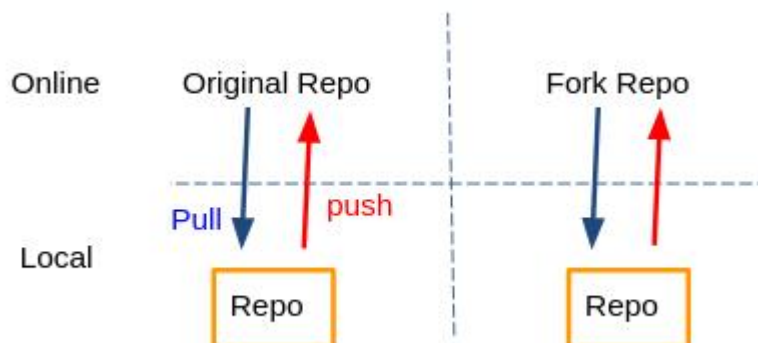 Online
Original Repo
Fork Repo
Pull
push
Local
Repo
Repo